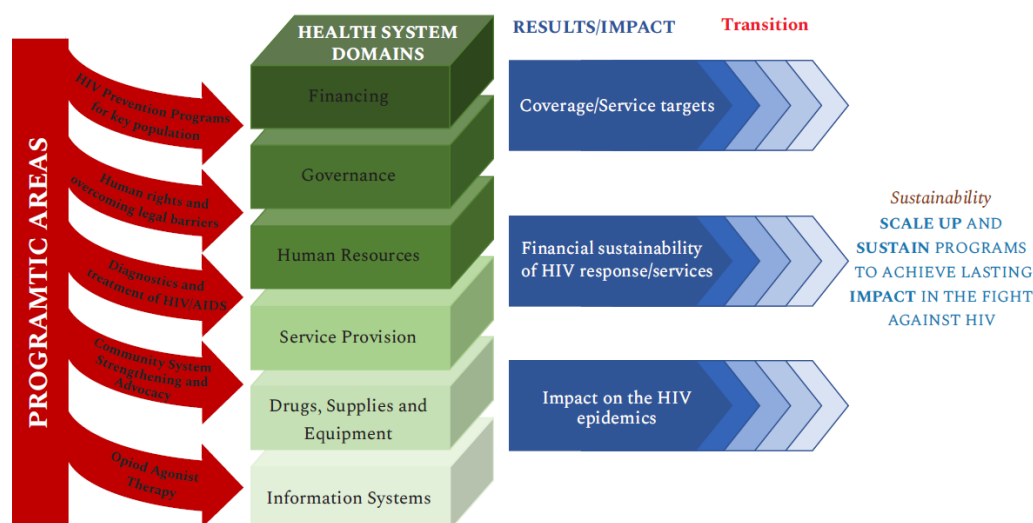 PROGRAMTIC AREAS
HIV Prevention Programs
for key population
Human rights and
overcoming legal barriers
Diagnostics and
treatment of HIV/AIDS
Community System
Strengthening and
Advocacy
Opiod Agonist
Therapy
HEALTH SYSTEM
DOMAINS
Financing
Governance
Human Resources
Service Provision
Drugs, Supplies and
Equipment
Information Systems
RESULTS/IMPACT
Transition
Coverage/Service targets
Financial sustainability
of HIV response/services
Impact on the HIV
epidemics
Sustainability
SCALE UP AND
SUSTAIN PROGRAMS
TO ACHIEVE LASTING
IMPACT IN THE FIGHT
AGAINST HIV